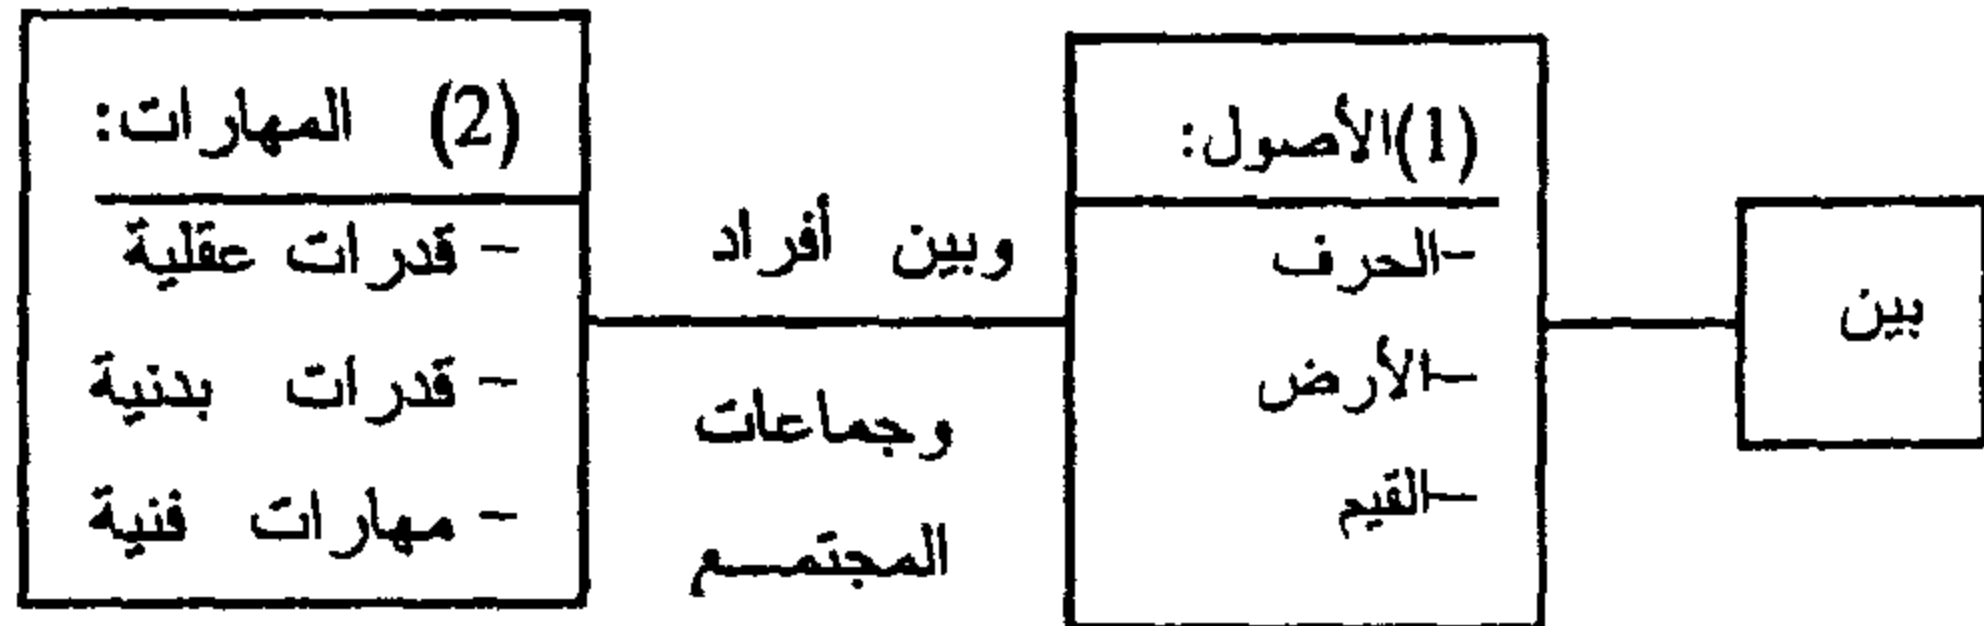 بين
(1)الأصول:
-الحرف
-الأرض
-القيم
وبين أفراد
وجماعات
المجتمع
(2) المهارات:
- قدرات عقلية
- قدرات بدنية
- مهارات فنية